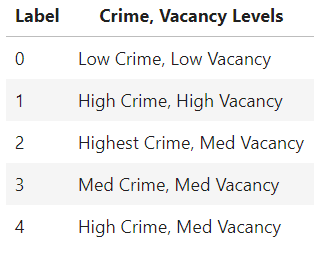 Label Crime, Vacancy Levels
0 Low Crime, Low Vacancy
1 High Crime, High Vacancy
2 Highest Crime, Med Vacancy
3 Med Crime, Med Vacancy
4 High Crime, Med Vacancy